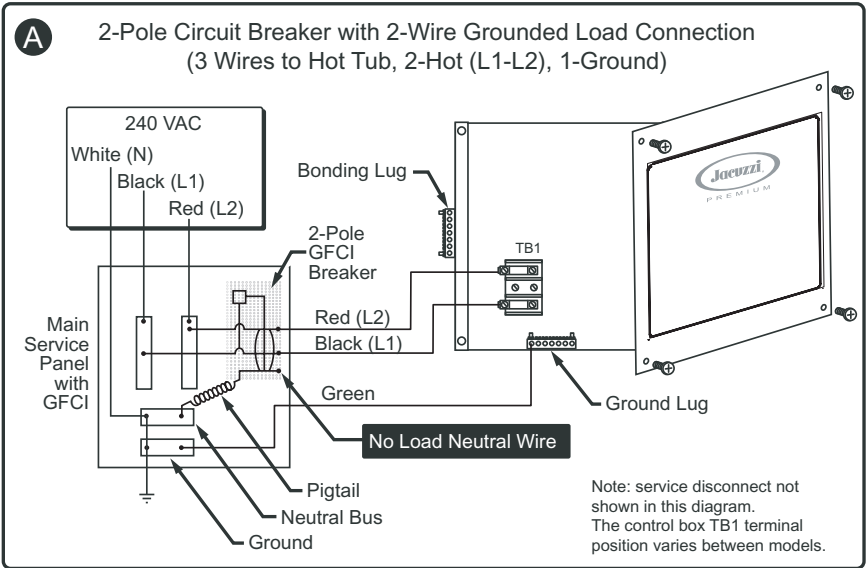 A
2-Pole Circuit Breaker with 2-Wire Grounded Load Connection
(3 Wires to Hot Tub, 2-Hot (L1-L2), 1-Ground)
240 VAC
White (N)
Black (L1)
Red (L2)
Bonding Lug
2-Pole
GFCI
Breaker
TB1
Jacuzzi
PREMIUM
Main
Service
Panel
with
GFCI
Red (L2)
Black (L1)
Green
Ground Lug
No Load Neutral Wire
Pigtail
Neutral Bus
Ground
Note: service disconnect not
shown in this diagram.
The control box TB1 terminal
position varies between models.